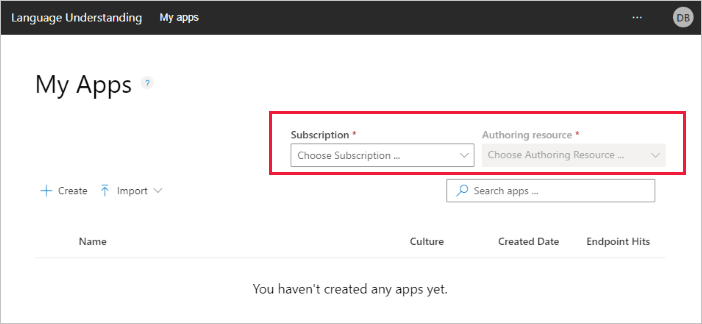 Language Understanding My apps ... DB
My Apps ?
Subscription * Authoring resource *
Choose Subscription ... Choose Authoring Resource ...
Create Import Search apps ...
Name Culture Created Date Endpoint Hits
You haven't created any apps yet.